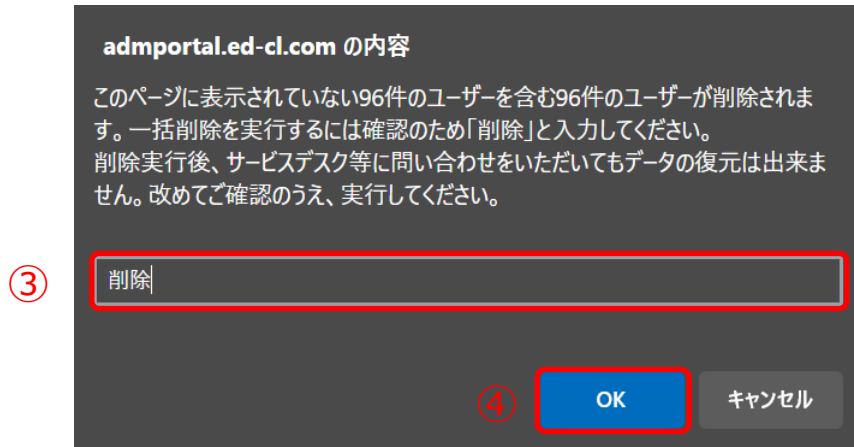 admportal.ed-cl.com の内容
このページに表示されていない96件のユーザーを含む96件のユーザーが削除されま
す。一括削除を実行するには確認のため「削除」と入力してください。
削除実行後、サービスデスク等に問い合わせをいただいてもデータの復元は出来ま
せん。改めてご確認のうえ、実行してください。
③ 削除
④ OK キャンセル